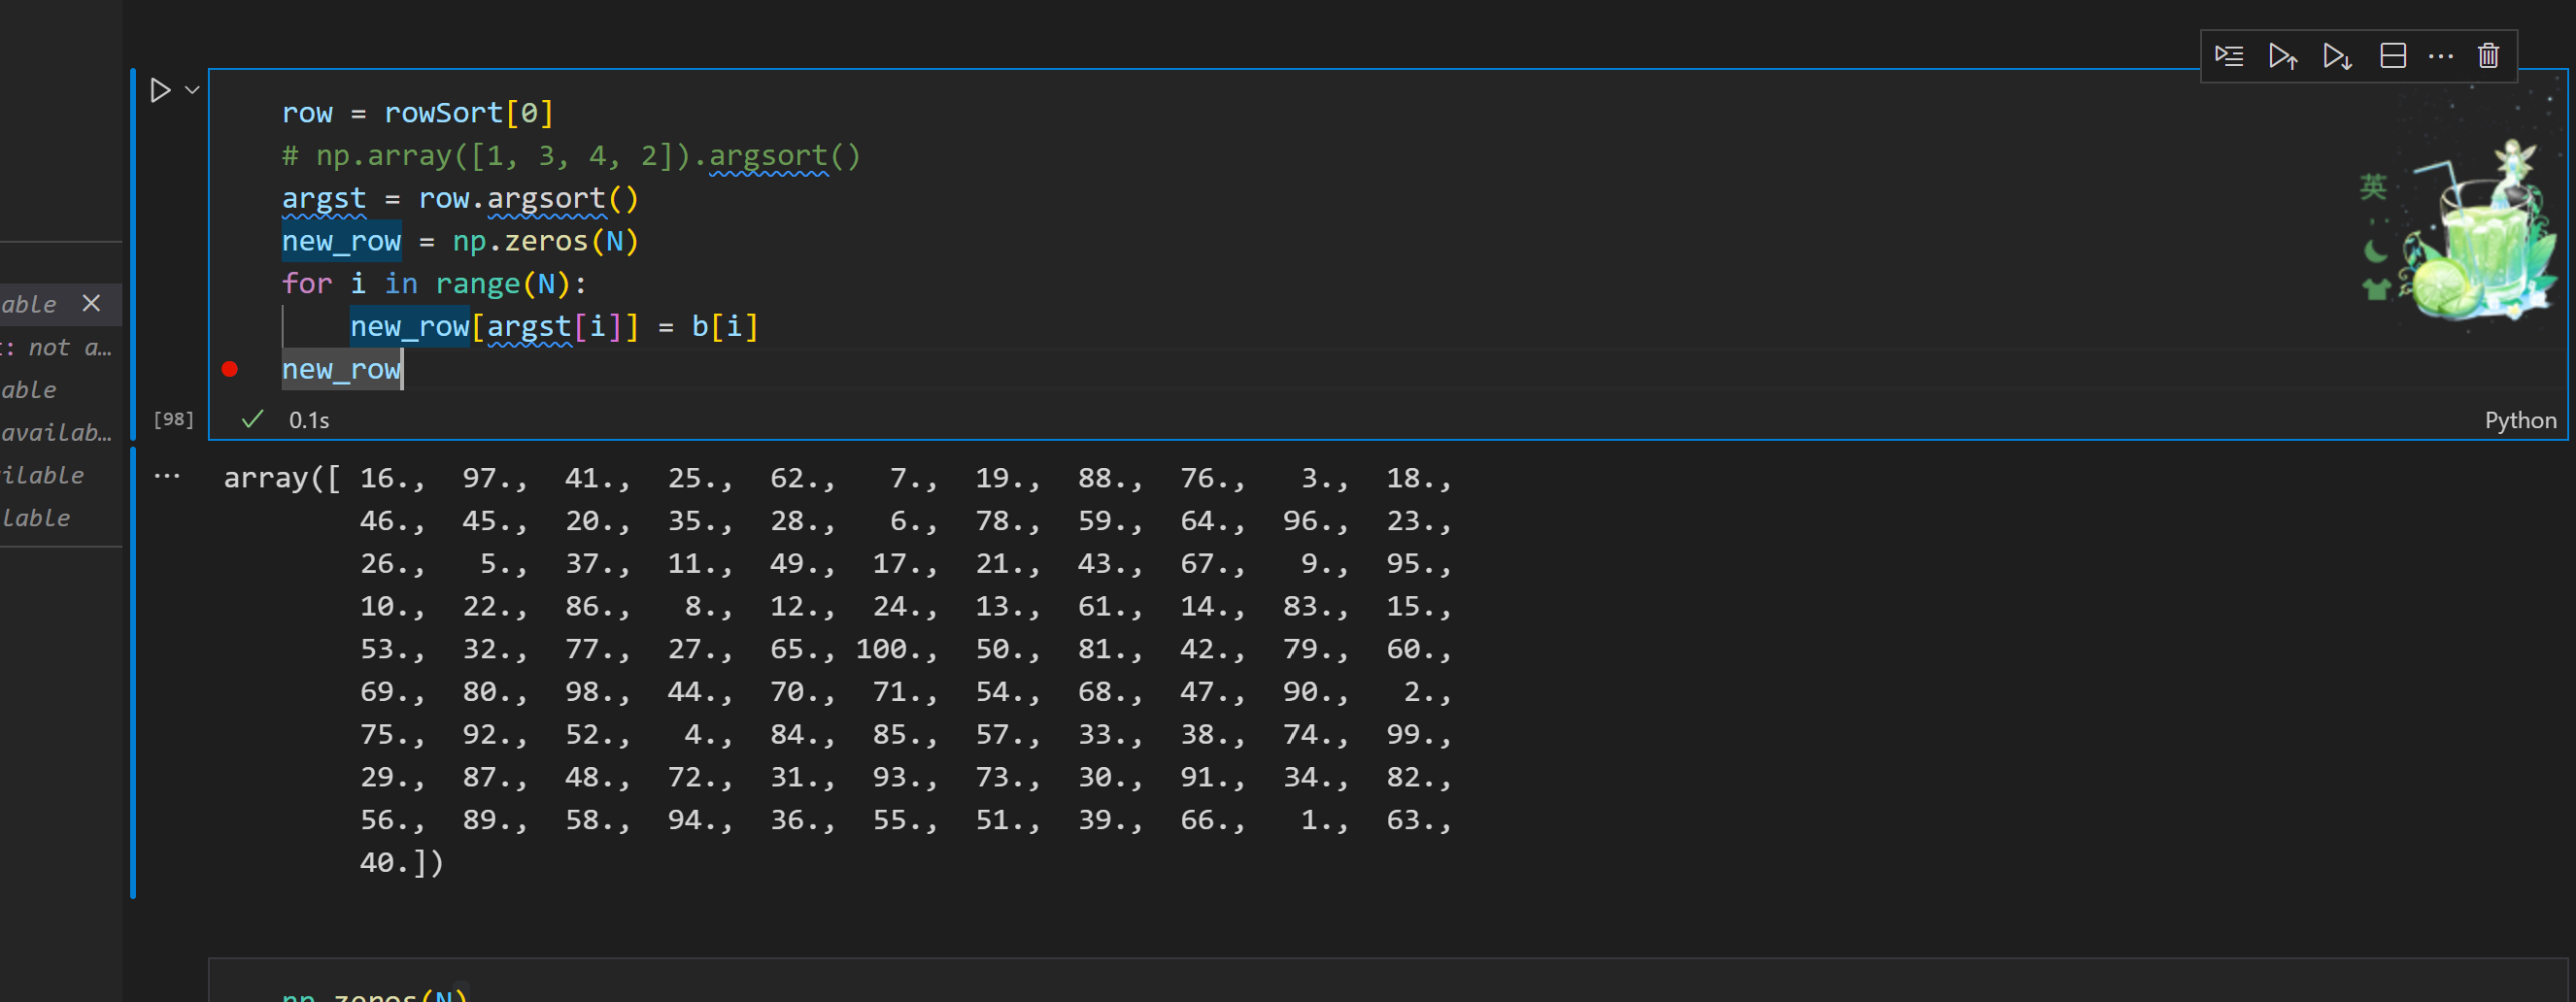 row = rowSort[0]
# np.array([1, 3, 4, 2]).argsort()
argst = row.argsort()
new_row = np.zeros(N)
for i in range(N):
    new_row[argst[i]] = b[i]
new_row
[98] 0.1s Python
able
: not a…
able
availab…
ilable
lable
英
array([ 16., 97., 41., 25., 62., 7., 19., 88., 76., 3., 18.,
46., 45., 20., 35., 28., 6., 78., 59., 64., 96., 23.,
26., 5., 37., 11., 49., 17., 21., 43., 67., 9., 95.,
10., 22., 86., 8., 12., 24., 13., 61., 14., 83., 15.,
53., 32., 77., 27., 65., 100., 50., 81., 42., 79., 60.,
69., 80., 98., 44., 70., 71., 54., 68., 47., 90., 2.,
75., 92., 52., 4., 84., 85., 57., 33., 38., 74., 99.,
29., 87., 48., 72., 31., 93., 73., 30., 91., 34., 82.,
56., 89., 58., 94., 36., 55., 51., 39., 66., 1., 63.,
40.])
np.zeros(N)